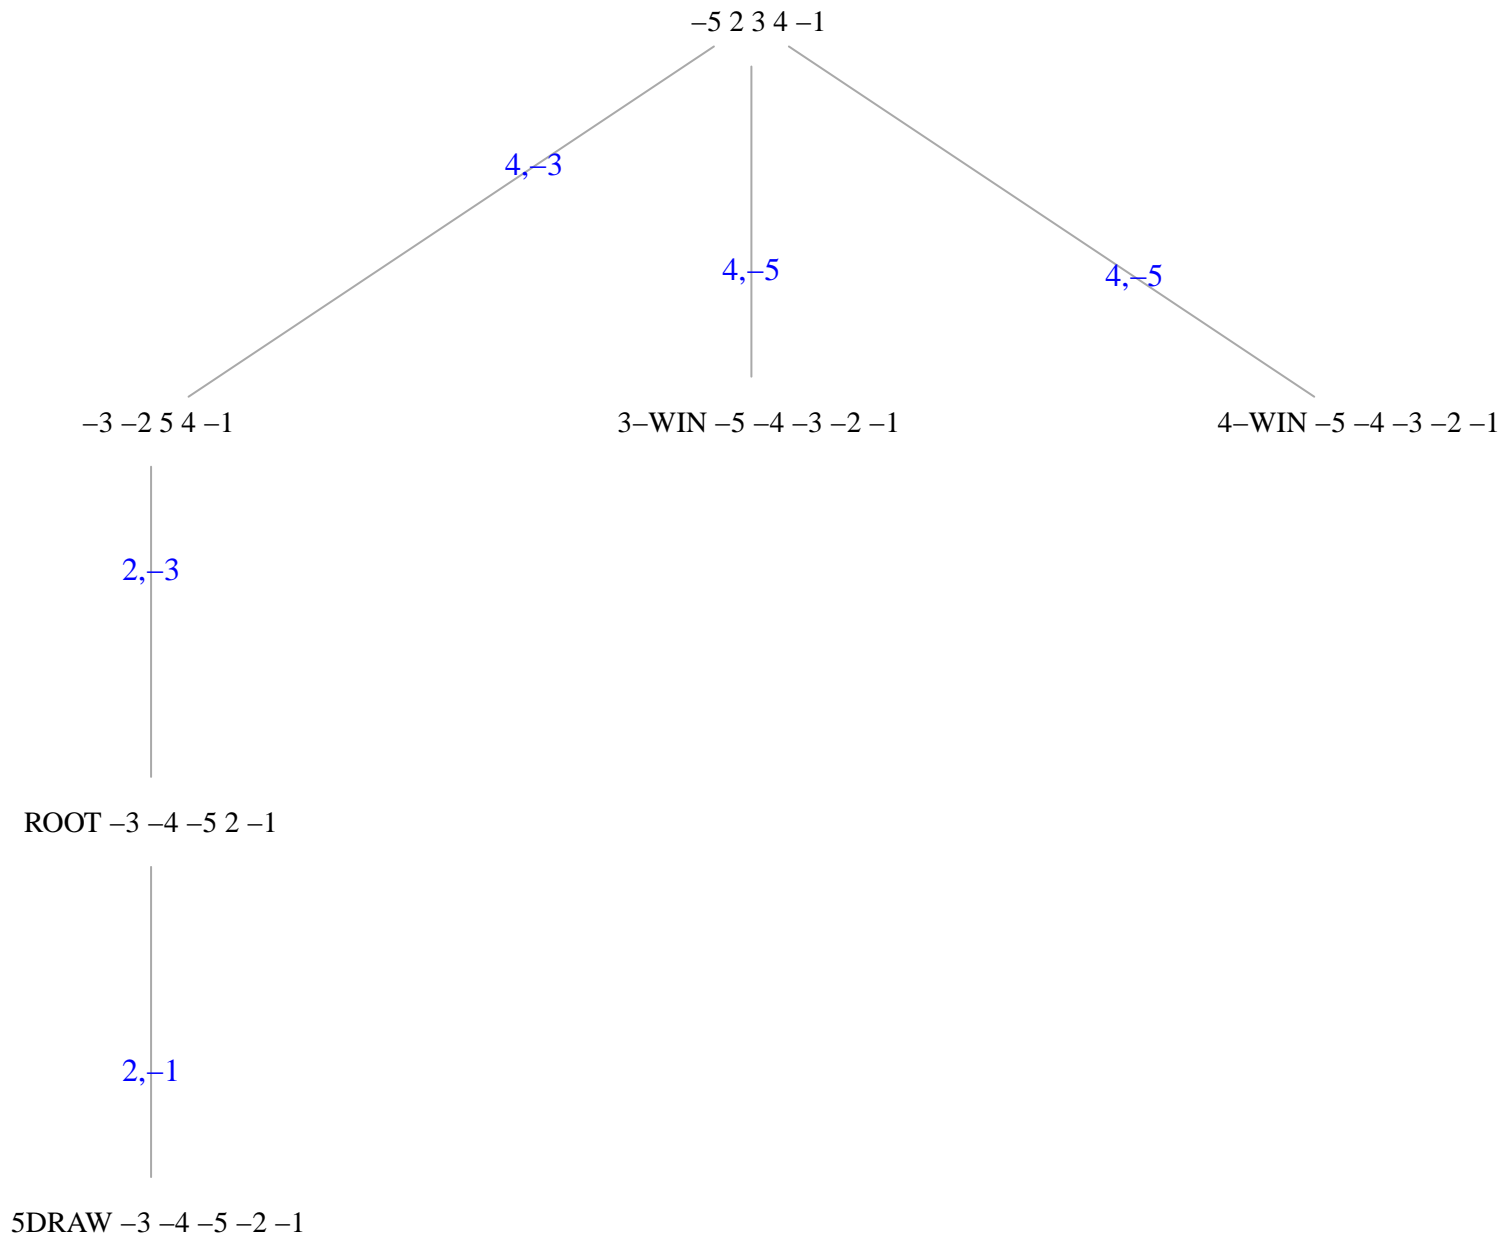 –5 2 3 4 –1
4,–3
4,–5
4,–5
–3 –2 5 4 –1
3–WIN –5 –4 –3 –2 –1
4–WIN –5 –4 –3 –2 –1
2,–3
ROOT –3 –4 –5 2 –1
2,–1
5DRAW –3 –4 –5 –2 –1